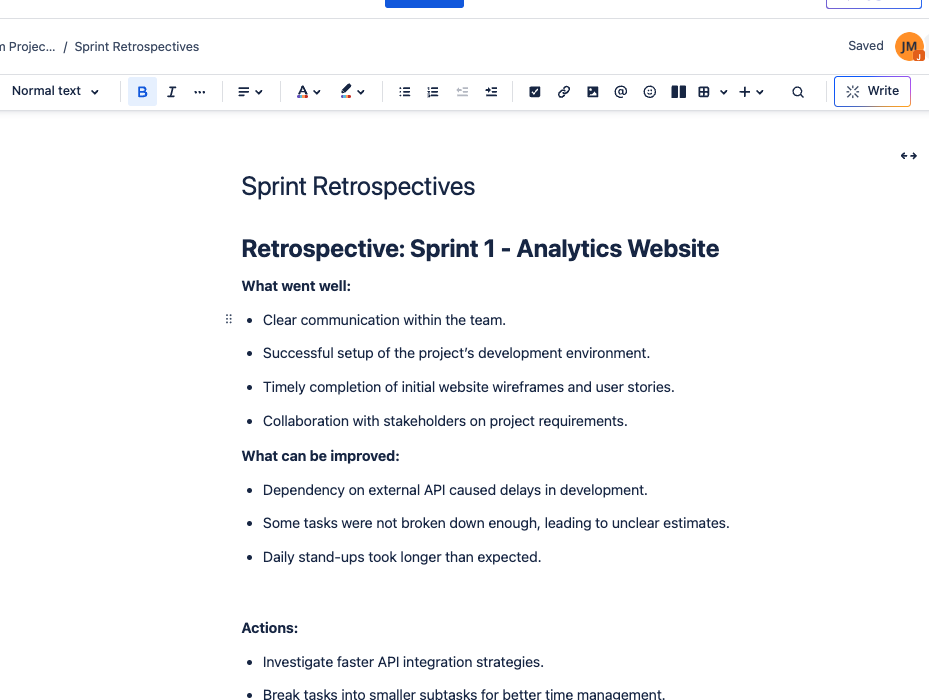 m Projec... / Sprint Retrospectives
Saved
JM
J
Normal text
B
I
A
Write
Sprint Retrospectives
Retrospective: Sprint 1 - Analytics Website
What went well:
• Clear communication within the team.
• Successful setup of the project’s development environment.
• Timely completion of initial website wireframes and user stories.
• Collaboration with stakeholders on project requirements.
What can be improved:
• Dependency on external API caused delays in development.
• Some tasks were not broken down enough, leading to unclear estimates.
• Daily stand-ups took longer than expected.
Actions:
• Investigate faster API integration strategies.
• Break tasks into smaller subtasks for better time management.